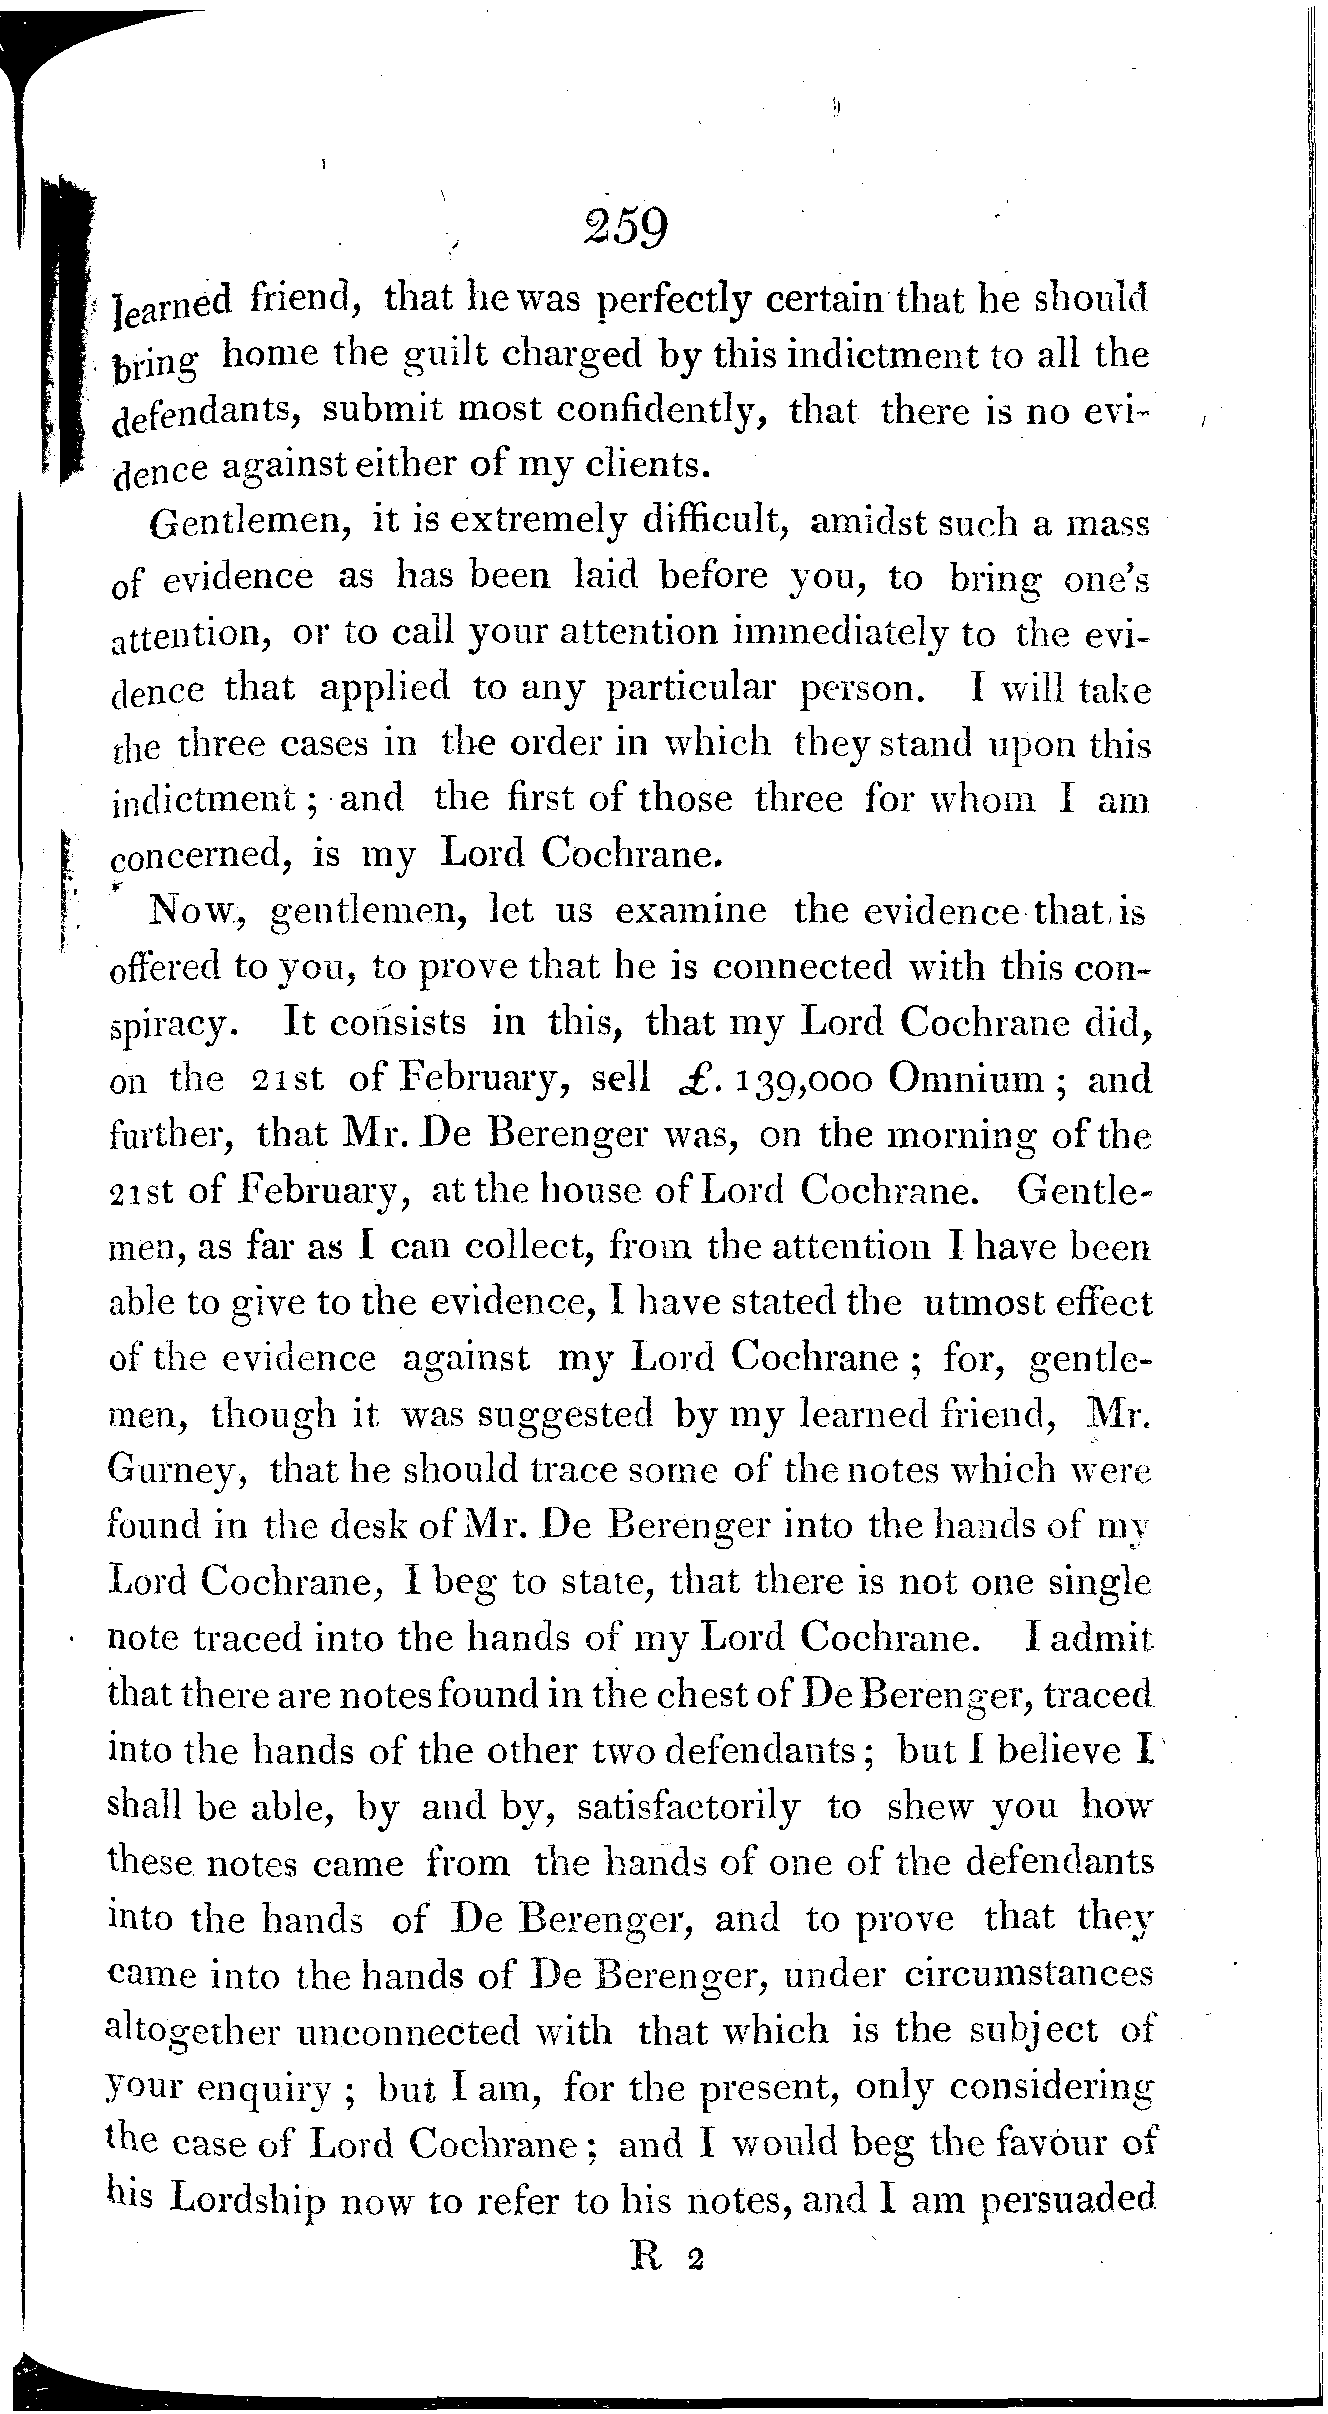 259
learned friend, that he was perfectly certain that he should
bring home the guilt charged by this indictment to all the
defendants, submit most confidently, that there is no evi-
dence against either of my clients.
Gentlemen, it is extremely difficult, amidst such a mass
of evidence as has been laid before you, to bring one's
attention, or to call your attention immediately to the evi-
dence that applied to any particular person. I will take
the three cases in the order in which they stand upon this
indictment; and the first of those three for whom I am
concerned, is my Lord Cochrane.
Now, gentlemen, let us examine the evidence that is
offered to you, to prove that he is connected with this con-
spiracy. It consists in this, that my Lord Cochrane did,
on the 21st of February, sell £. 139,000 Omnium; and
further, that Mr. De Berenger was, on the morning of the
21st of February, at the house of Lord Cochrane. Gentle-
men, as far as I can collect, from the attention I have been
able to give to the evidence, I have stated the utmost effect
of the evidence against my Lord Cochrane; for, gentle-
men, though it was suggested by my learned friend, Mr.
Gurney, that he should trace some of the notes which were
found in the desk of Mr. De Berenger into the hands of my
Lord Cochrane, I beg to state, that there is not one single
note traced into the hands of my Lord Cochrane. I admit
that there are notes found in the chest of De Berenger, traced
into the hands of the other two defendants; but I believe I
shall be able, by and by, satisfactorily to shew you how
these notes came from the hands of one of the defendants
into the hands of De Berenger, and to prove that they
came into the hands of De Berenger, under circumstances
altogether unconnected with that which is the subject of
your enquiry; but I am, for the present, only considering
the case of Lord Cochrane; and I would beg the favour of
his Lordship now to refer to his notes, and I am persuaded
R 2